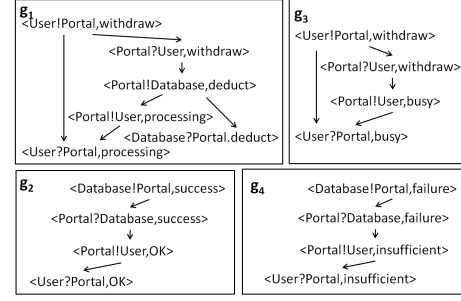 g1
<User!Portal,withdraw>
<Portal?User,withdraw>
<Portal!Database,deduct>
<Portal!User,processing>
<Database?Portal.deduct>
<User?Portal,processing>
g3
<User!Portal,withdraw>
<Portal?User,withdraw>
<Portal!User,busy>
<User?Portal,busy>
g2
<Database!Portal,success>
<Portal?Database,success>
<Portal!User,OK>
<User?Portal,OK>
g4
<Database!Portal,failure>
<Portal?Database,failure>
<Portal!User,insufficient>
<User?Portal,insufficient>